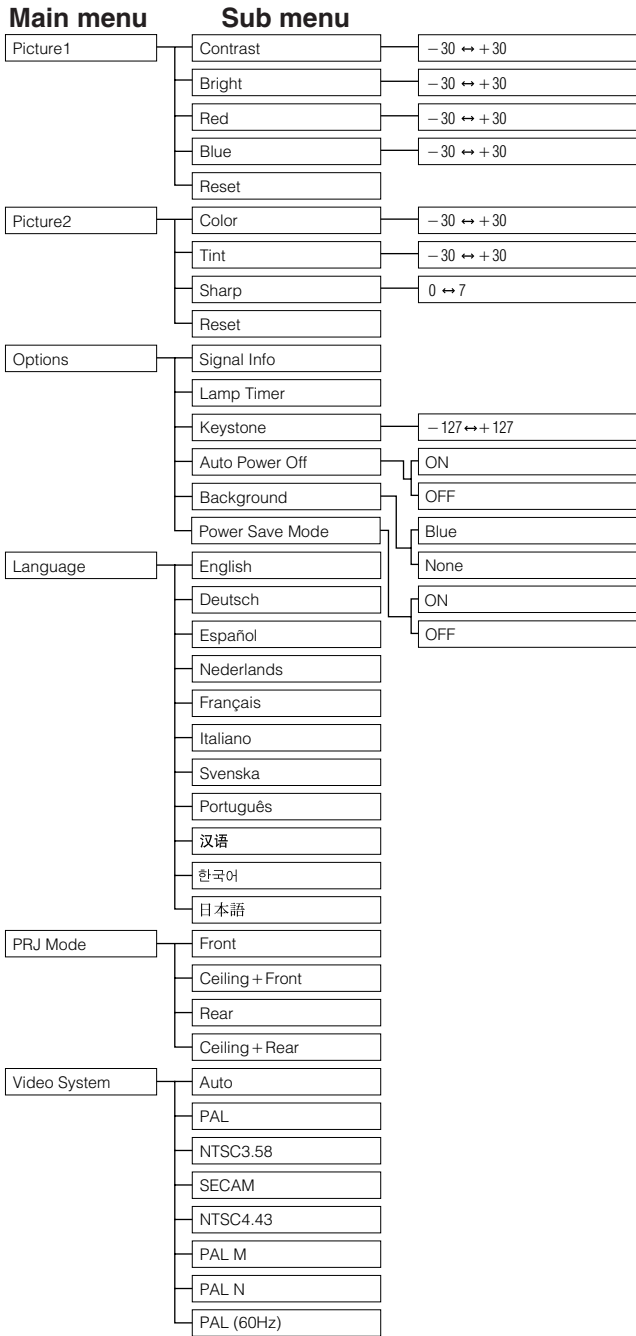 Main menu Sub menu
Picture1 Contrast −30 ↔ +30
Bright −30 ↔ +30
Red −30 ↔ +30
Blue −30 ↔ +30
Reset
Picture2 Color −30 ↔ +30
Tint −30 ↔ +30
Sharp 0 ↔ 7
Reset
Options Signal Info
Lamp Timer
Keystone −127 ↔ +127
Auto Power Off ON
Background OFF
Power Save Mode Blue
Language English None
Deutsch ON
Español OFF
Nederlands
Français
Italiano
Svenska
Português
汉语
한국어
日本語
PRJ Mode Front
Ceiling+Front
Rear
Ceiling+Rear
Video System Auto
PAL
NTSC3.58
SECAM
NTSC4.43
PAL M
PAL N
PAL (60Hz)